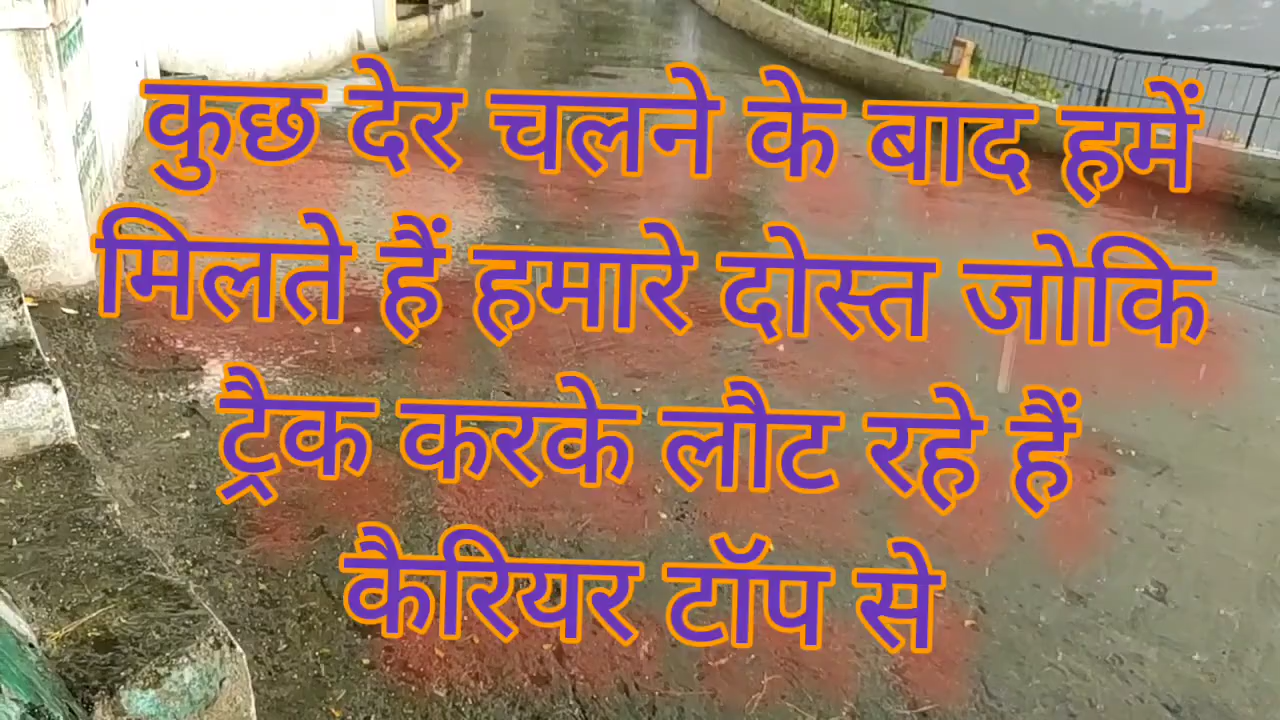 कुछ देर चलने के बाद हमें
मिलते हैं हमारे दोस्त जोकि
ट्रैक करके लौट रहे हैं
कैरियर टॉप से